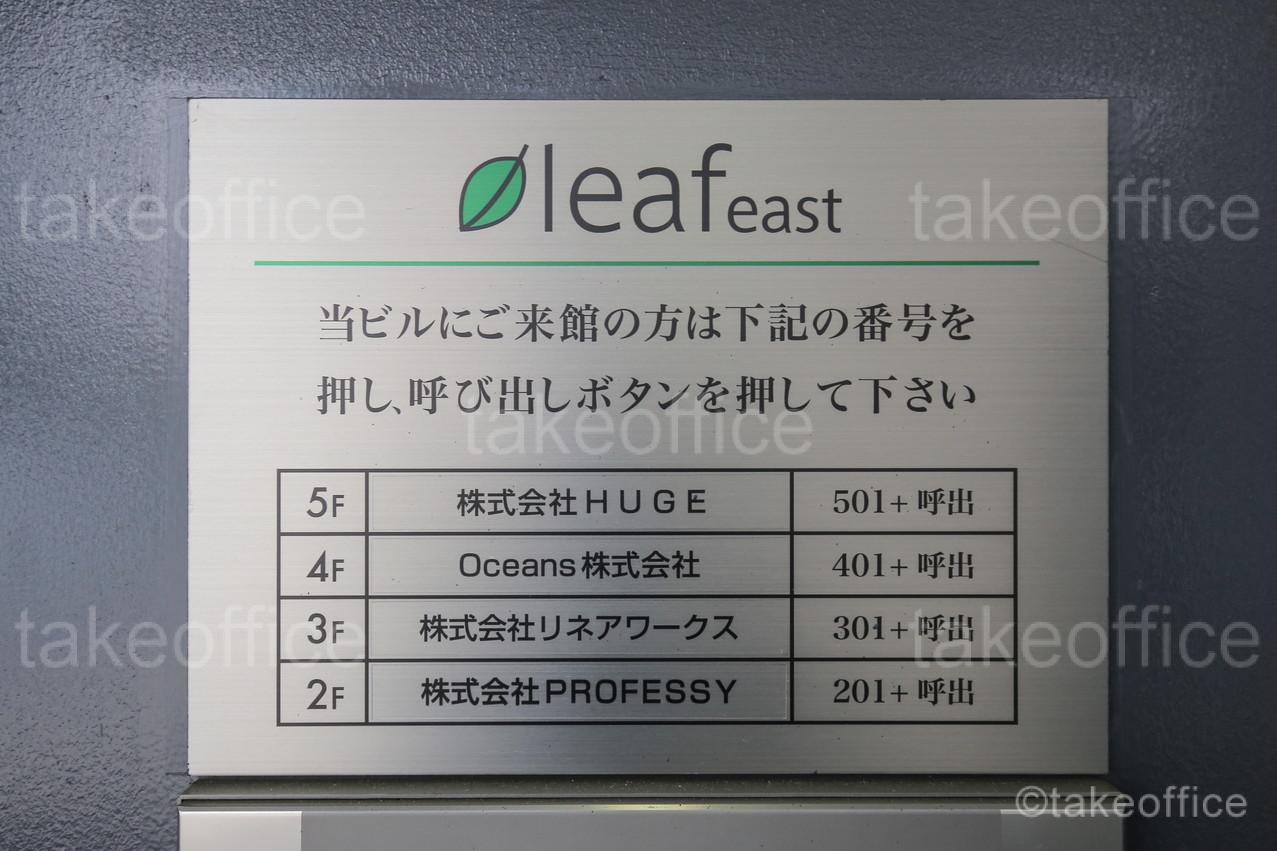 leaf east
当ビルにご来館の方は下記の番号を
押し、呼び出しボタンを押して下さい
5F 株式会社HUGE 501+ 呼出
4F Oceans株式会社 401+ 呼出
3F 株式会社リネアワークス 301+ 呼出
2F 株式会社PROFESSY 201+ 呼出
takeoffice
takeoffice
takeoffice
takeoffice
takeoffice
©takeoffice